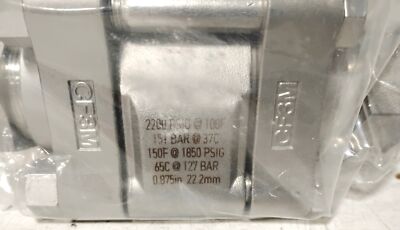 CF3M
2200 PSIG @ 100F
151 BAR @ 37C
150F @ 1850 PSIG
65C @ 127 BAR
0.875in 22.2mm
CF3M